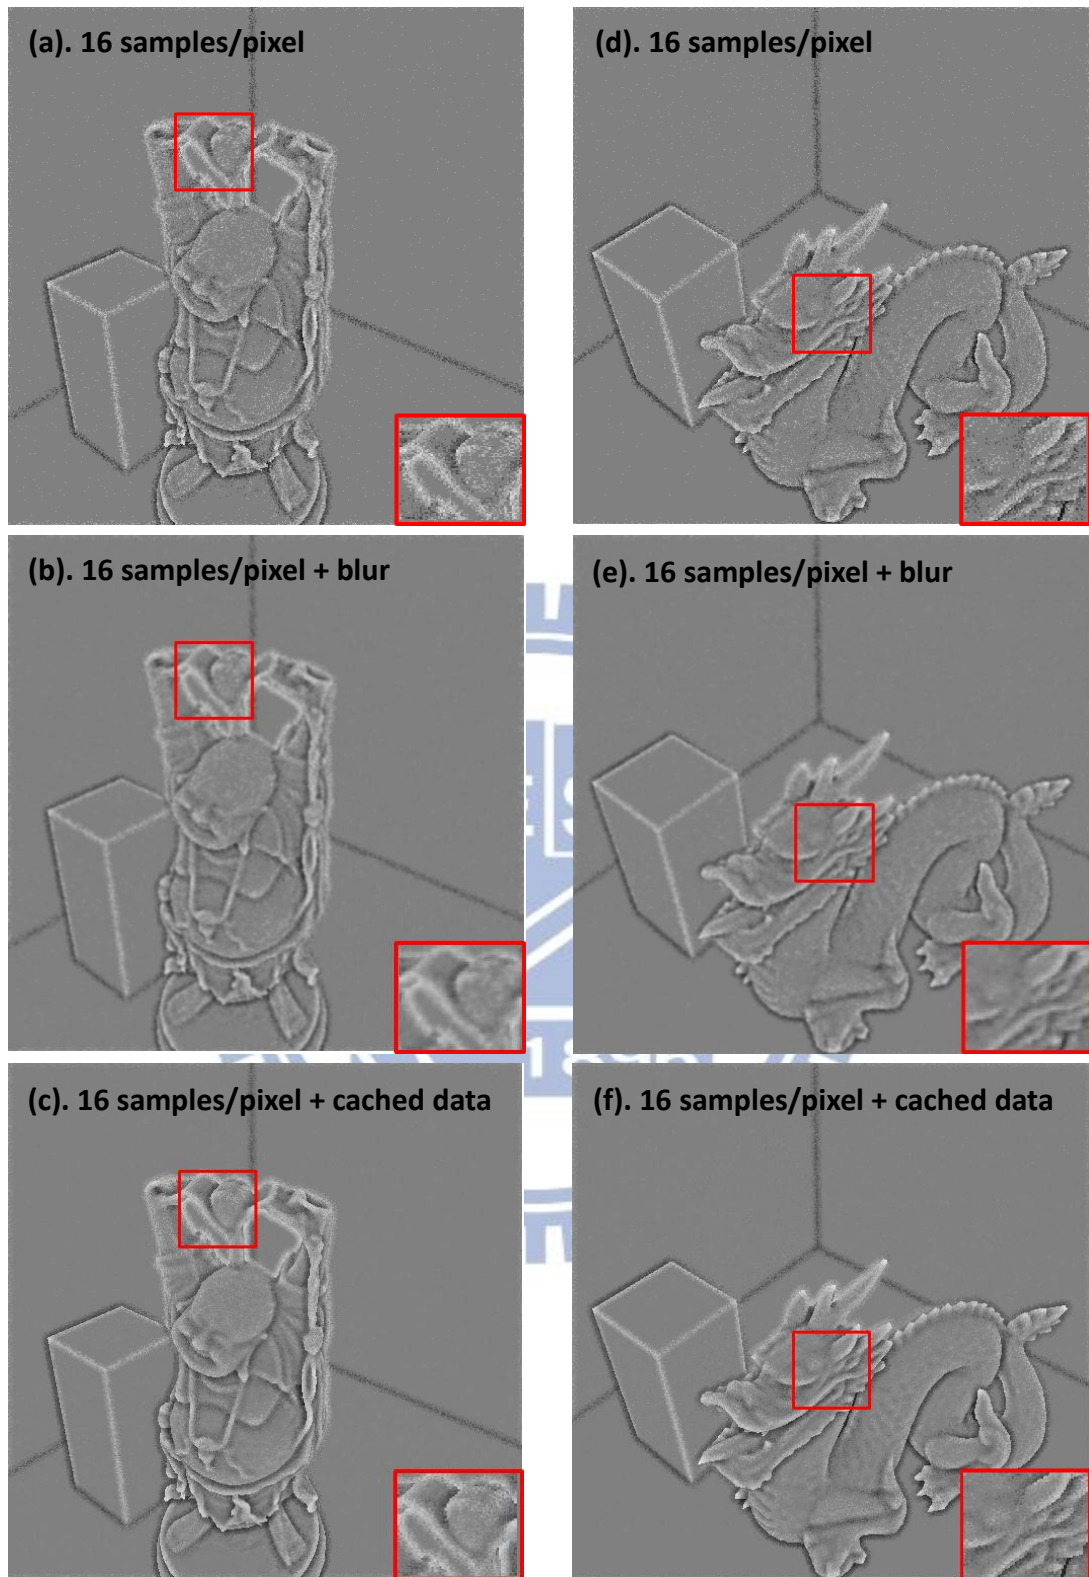 (a). 16 samples/pixel
(d). 16 samples/pixel
(b). 16 samples/pixel + blur
(e). 16 samples/pixel + blur
(c). 16 samples/pixel + cached data
(f). 16 samples/pixel + cached data